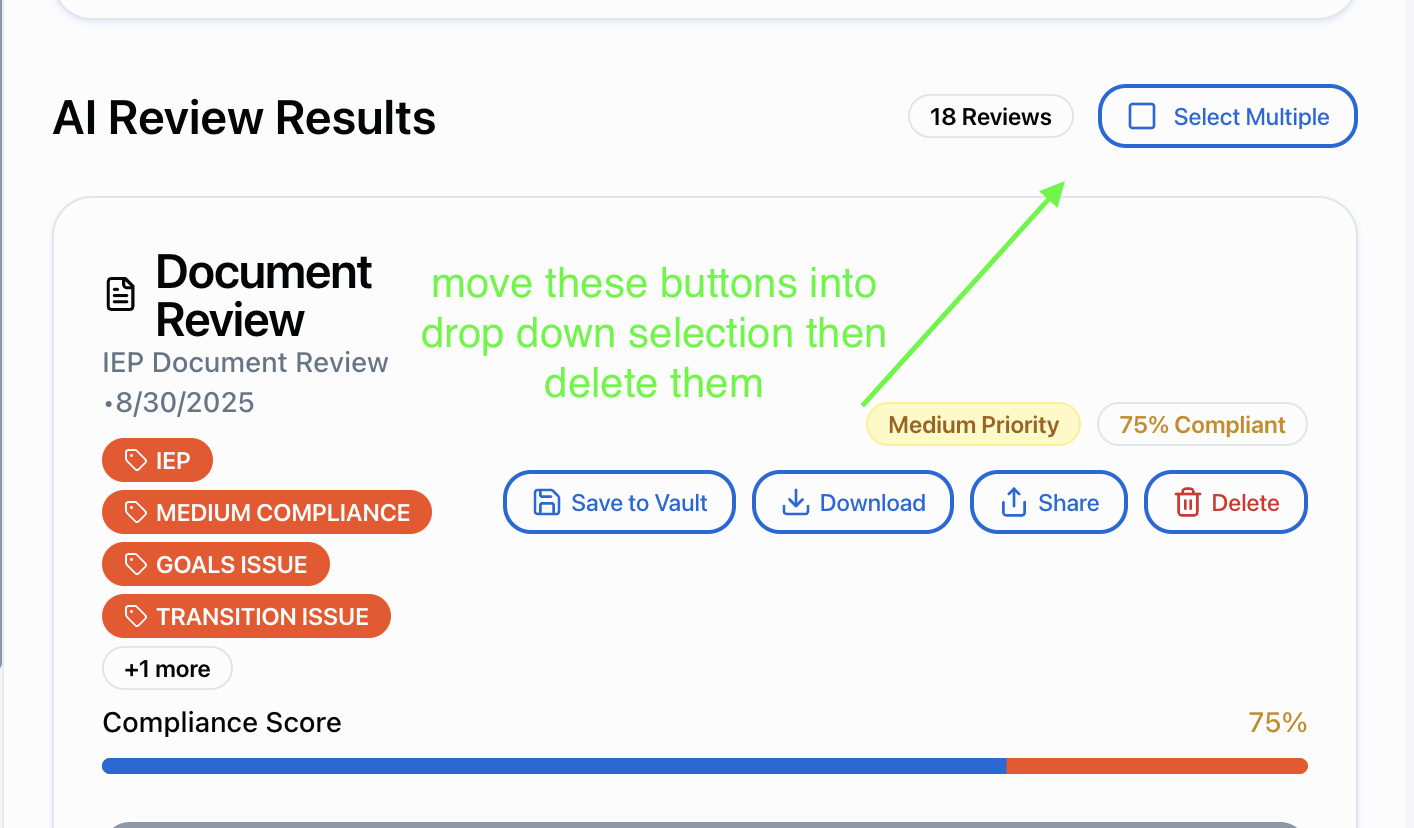 AI Review Results
18 Reviews
Select Multiple
Document
Review
move these buttons into
drop down selection then
delete them
IEP Document Review
•8/30/2025
Medium Priority
75% Compliant
IEP
Save to Vault
Download
Share
Delete
MEDIUM COMPLIANCE
GOALS ISSUE
TRANSITION ISSUE
+1 more
Compliance Score
75%